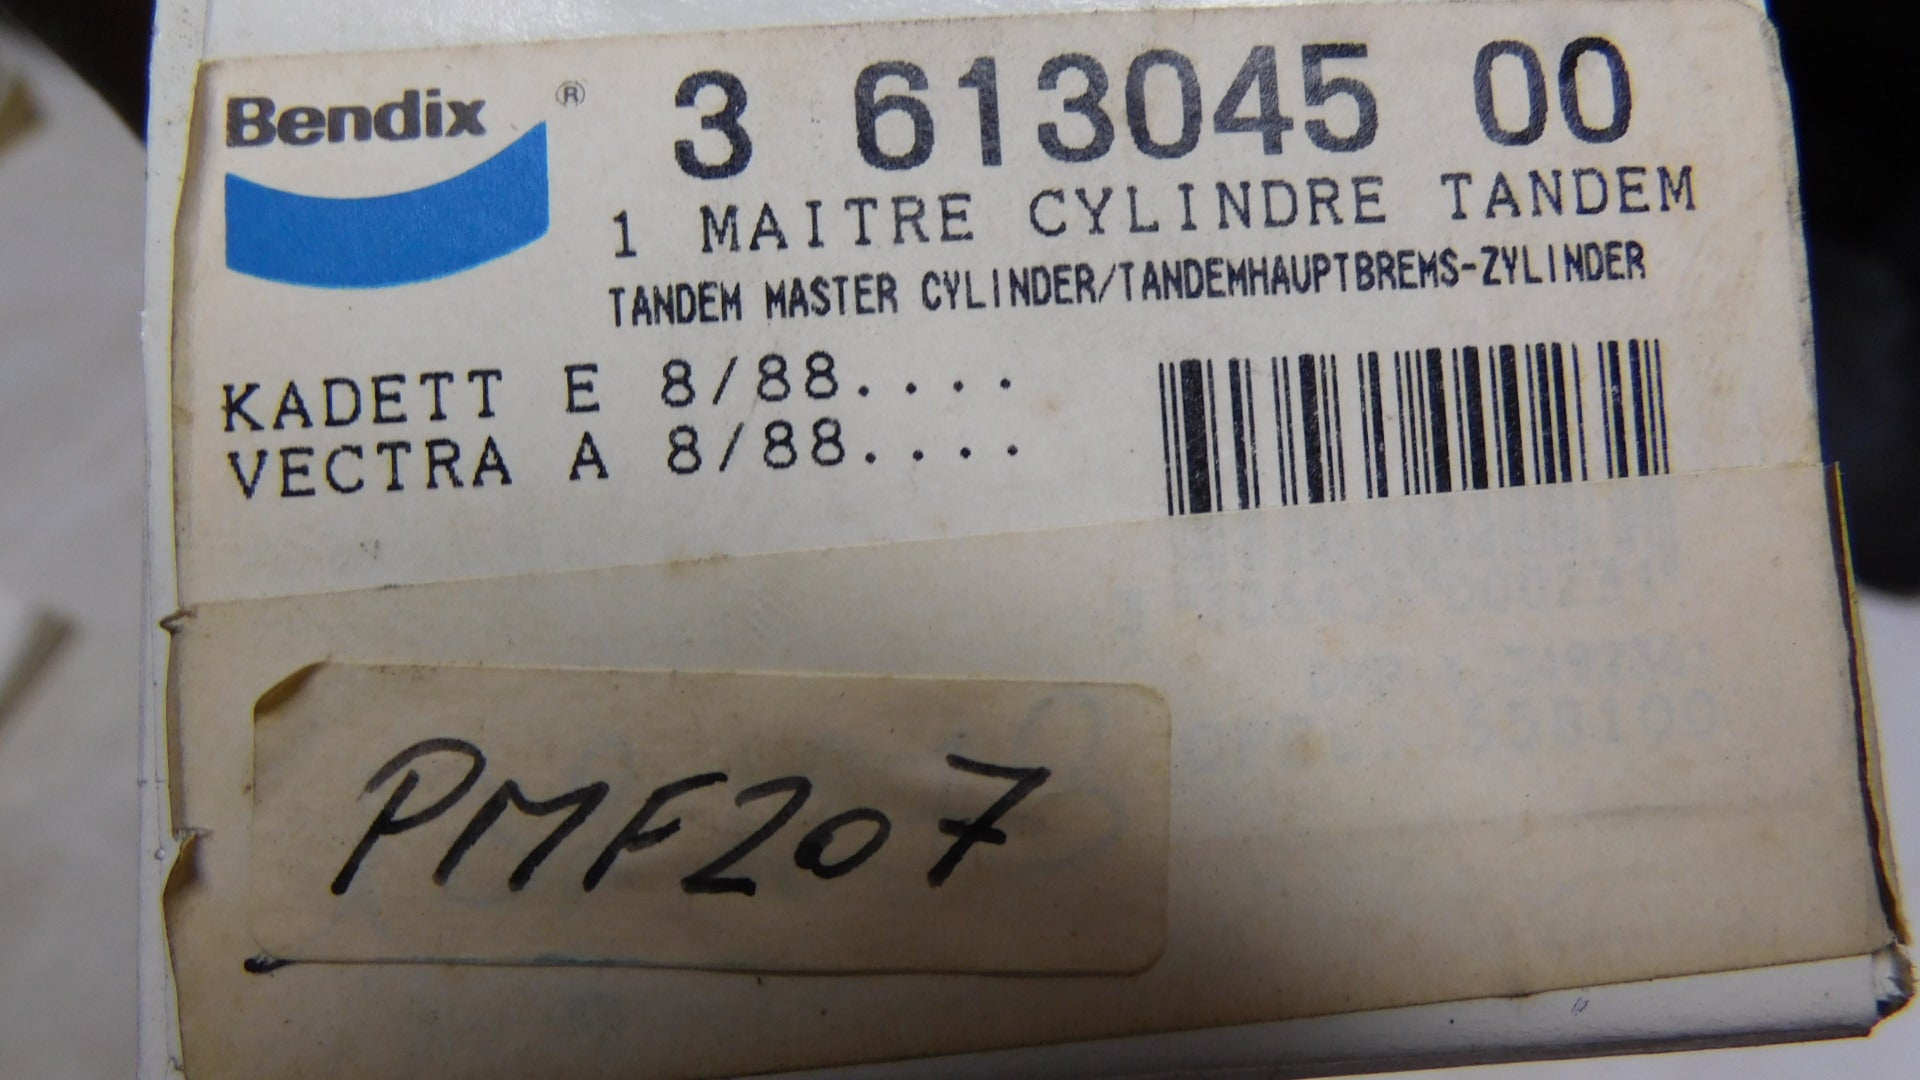 Bendix ®
3 613045 00
1 MAITRE CYLINDRE TANDEM
TANDEM MASTER CYLINDER/TANDEMHAUPTBREMS-ZYLINDER
KADETT E 8/88....
VECTRA A 8/88....
PMF207